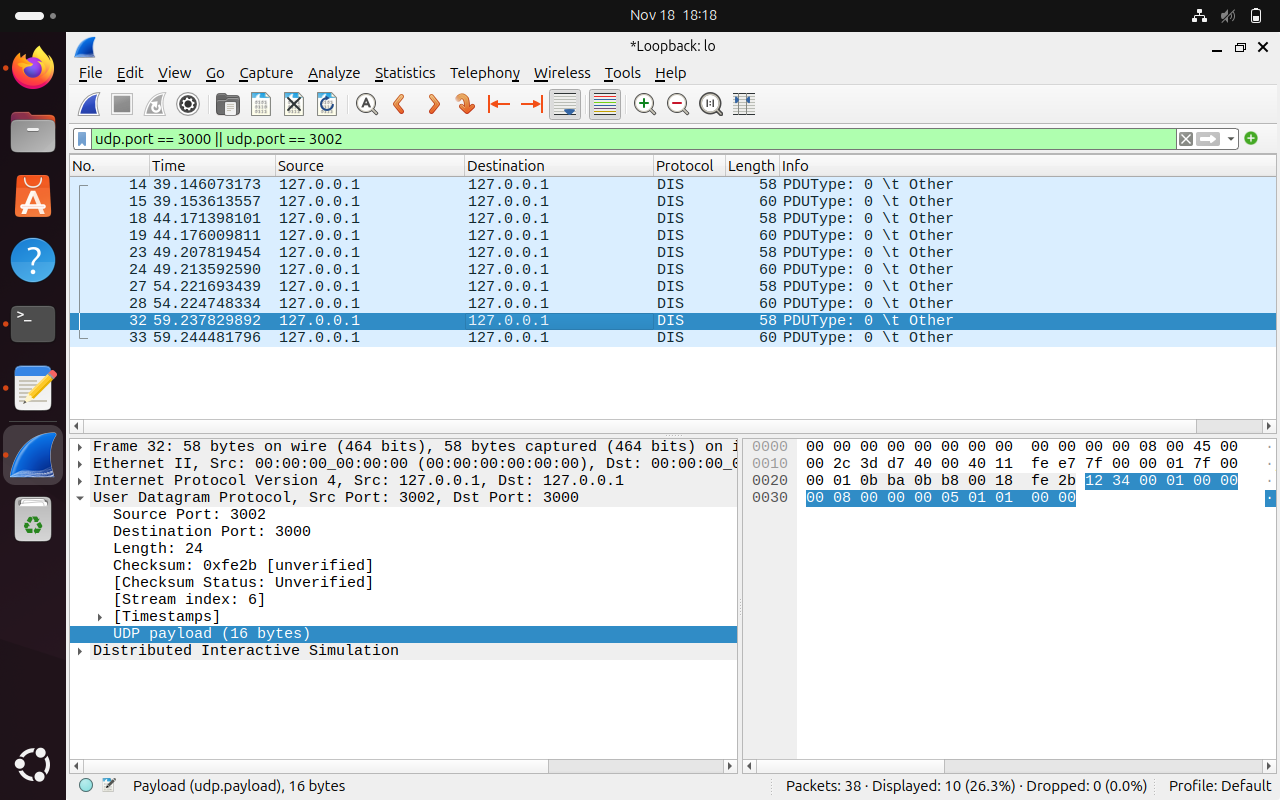 Nov 18 18:18
*Loopback: lo
File Edit View Go Capture Analyze Statistics Telephony Wireless Tools Help
udp.port == 3000 || udp.port == 3002
No. Time Source Destination Protocol Length Info
14 39.146073173 127.0.0.1 127.0.0.1 DIS 58 PDUType: 0 \t Other
15 39.153613557 127.0.0.1 127.0.0.1 DIS 60 PDUType: 0 \t Other
18 44.171398101 127.0.0.1 127.0.0.1 DIS 58 PDUType: 0 \t Other
19 44.176009811 127.0.0.1 127.0.0.1 DIS 60 PDUType: 0 \t Other
23 49.207819454 127.0.0.1 127.0.0.1 DIS 58 PDUType: 0 \t Other
24 49.213592590 127.0.0.1 127.0.0.1 DIS 60 PDUType: 0 \t Other
27 54.221693439 127.0.0.1 127.0.0.1 DIS 58 PDUType: 0 \t Other
28 54.224748334 127.0.0.1 127.0.0.1 DIS 60 PDUType: 0 \t Other
32 59.237829892 127.0.0.1 127.0.0.1 DIS 58 PDUType: 0 \t Other
33 59.244481796 127.0.0.1 127.0.0.1 DIS 60 PDUType: 0 \t Other
Frame 32: 58 bytes on wire (464 bits), 58 bytes captured (464 bits) on i
Ethernet II, Src: 00:00:00_00:00:00 (00:00:00:00:00:00), Dst: 00:00:00_0
Internet Protocol Version 4, Src: 127.0.0.1, Dst: 127.0.0.1
User Datagram Protocol, Src Port: 3002, Dst Port: 3000
Source Port: 3002
Destination Port: 3000
Length: 24
Checksum: 0xfe2b [unverified]
[Checksum Status: Unverified]
[Stream index: 6]
[Timestamps]
UDP payload (16 bytes)
Distributed Interactive Simulation
0000 00 00 00 00 00 00 00 00 00 00 00 00 08 00 45 00
0010 00 2c 3d d7 40 00 40 11 fe e7 7f 00 00 01 7f 00
0020 00 01 0b ba 0b b8 00 18 fe 2b 12 34 00 01 00 00
0030 00 08 00 00 00 05 01 01 00 00
Payload (udp.payload), 16 bytes
Packets: 38 · Displayed: 10 (26.3%) · Dropped: 0 (0.0%)
Profile: Default